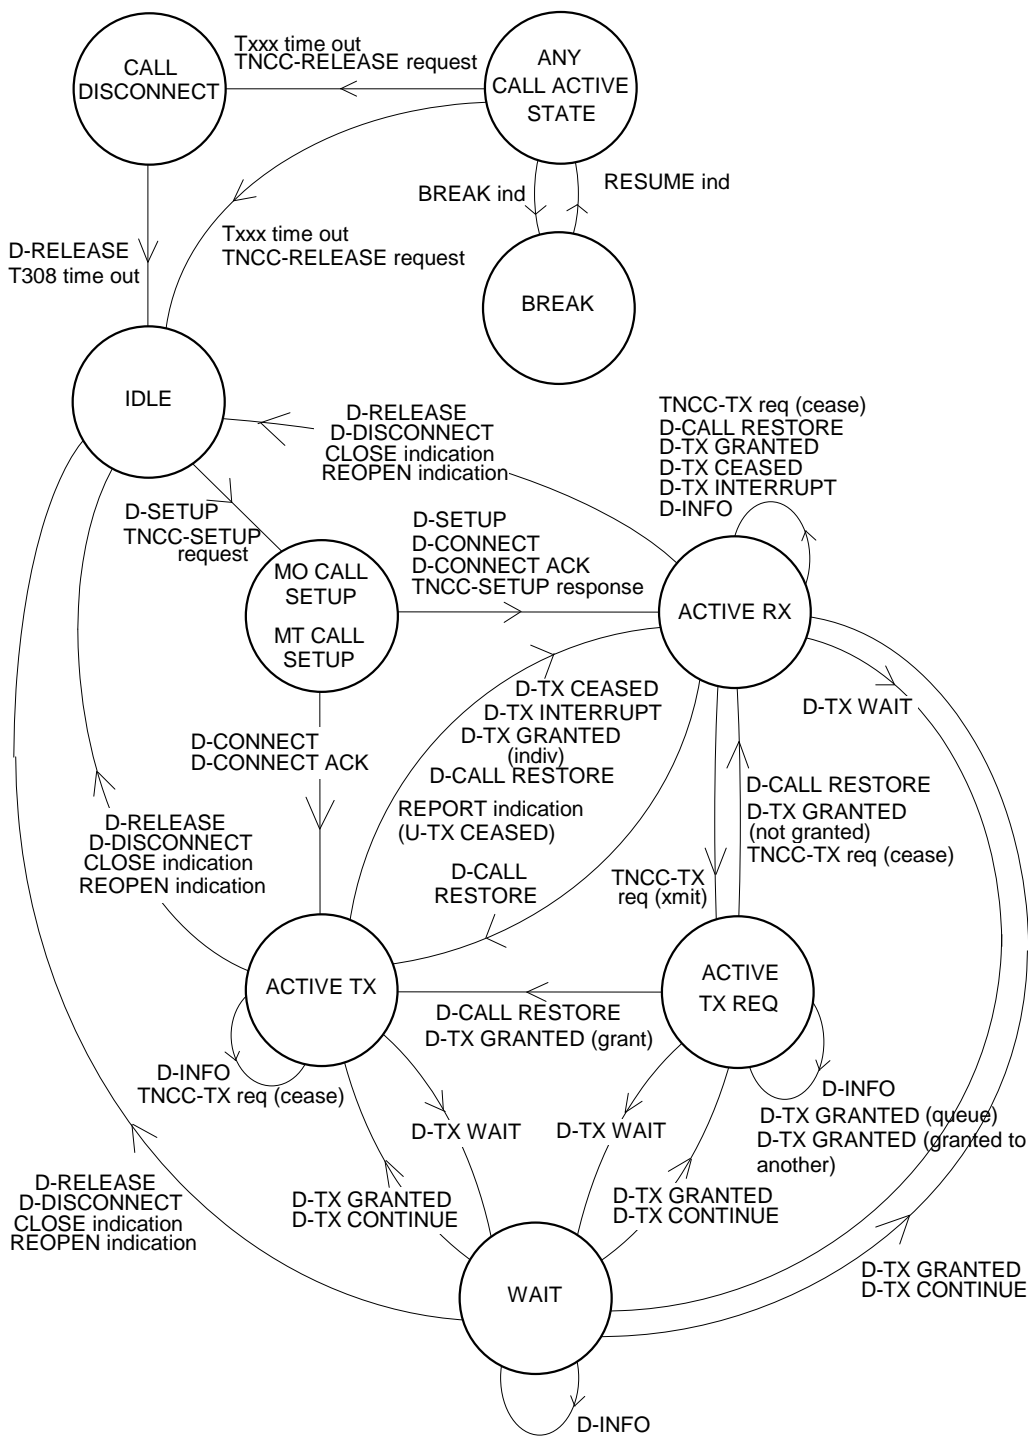 CALL
DISCONNECT
Txxx time out
TNCC-RELEASE request
ANY
CALL ACTIVE
STATE
BREAK ind
RESUME ind
D-RELEASE
T308 time out
Txxx time out
TNCC-RELEASE request
BREAK
IDLE
D-RELEASE
D-DISCONNECT
CLOSE indication
REOPEN indication
TNCC-TX req (cease)
D-CALL RESTORE
D-TX GRANTED
D-TX CEASED
D-TX INTERRUPT
D-INFO
D-SETUP
TNCC-SETUP
request
D-SETUP
D-CONNECT
D-CONNECT ACK
TNCC-SETUP response
MO CALL
SETUP
MT CALL
SETUP
ACTIVE RX
D-TX CEASED
D-TX INTERRUPT
D-TX GRANTED
(indiv)
D-CALL RESTORE
REPORT indication
(U-TX CEASED)
D-TX WAIT
D-CONNECT
D-CONNECT ACK
D-CALL RESTORE
D-TX GRANTED
(not granted)
TNCC-TX req (cease)
D-RELEASE
D-DISCONNECT
CLOSE indication
REOPEN indication
D-CALL
RESTORE
TNCC-TX
req (xmit)
ACTIVE TX
ACTIVE
TX REQ
D-CALL RESTORE
D-TX GRANTED (grant)
D-INFO
TNCC-TX req (cease)
D-INFO
D-TX GRANTED (queue)
D-TX GRANTED (granted to
another)
D-TX WAIT
D-TX WAIT
D-RELEASE
D-DISCONNECT
CLOSE indication
REOPEN indication
D-TX GRANTED
D-TX CONTINUE
D-TX GRANTED
D-TX CONTINUE
D-TX GRANTED
D-TX CONTINUE
WAIT
D-INFO